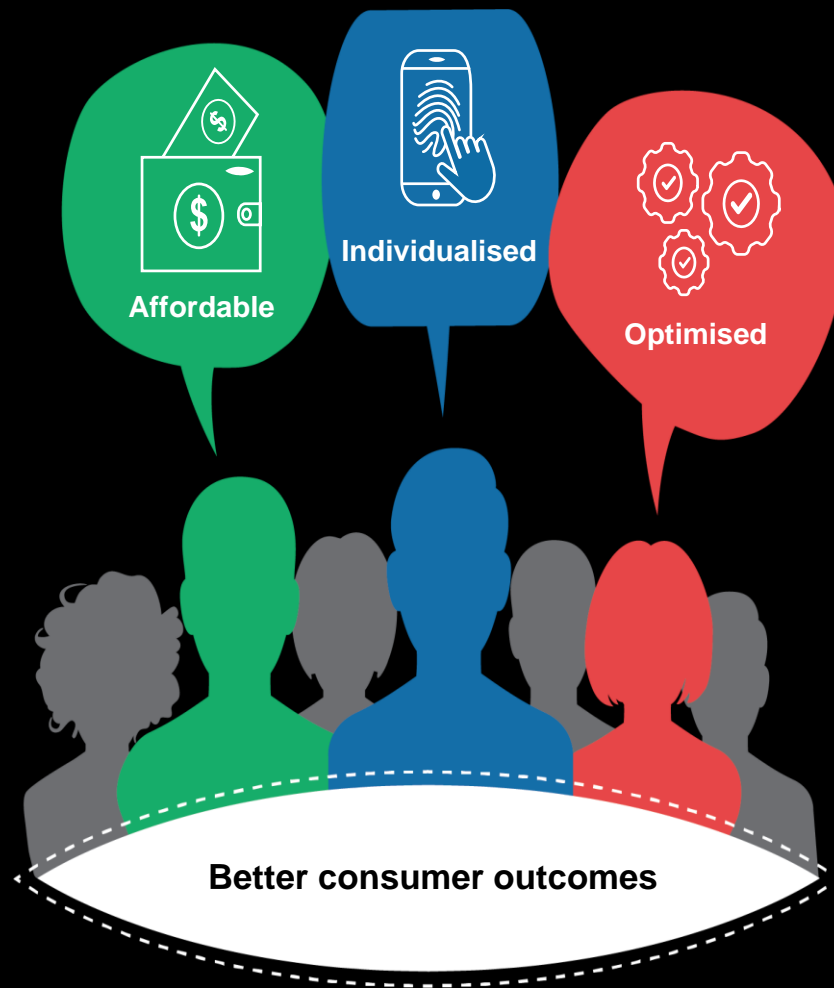 Affordable
Individualised
Optimised
Better consumer outcomes